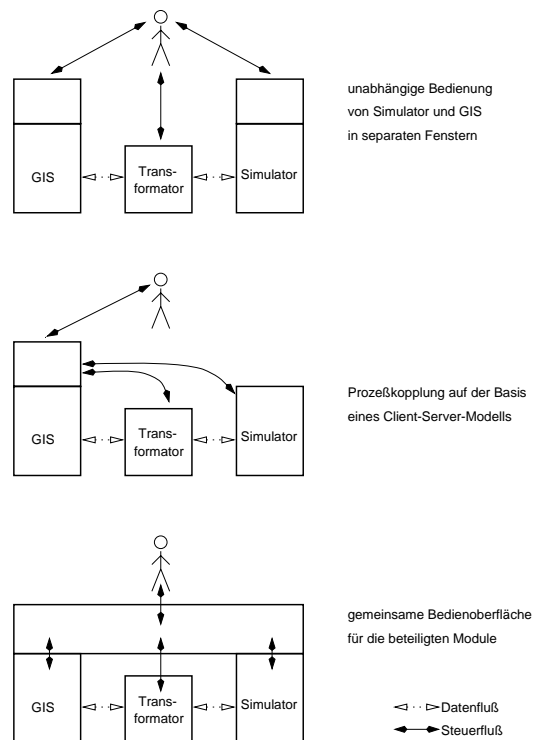 unabhängige Bedienung
von Simulator und GIS
in separaten Fenstern
GIS
Trans-
formator
Simulator
Prozeßkopplung auf der Basis
eines Client-Server-Modells
GIS
Trans-
formator
Simulator
gemeinsame Bedienoberfläche
für die beteiligten Module
GIS
Trans-
formator
Simulator
Datenfluß
Steuerfluß